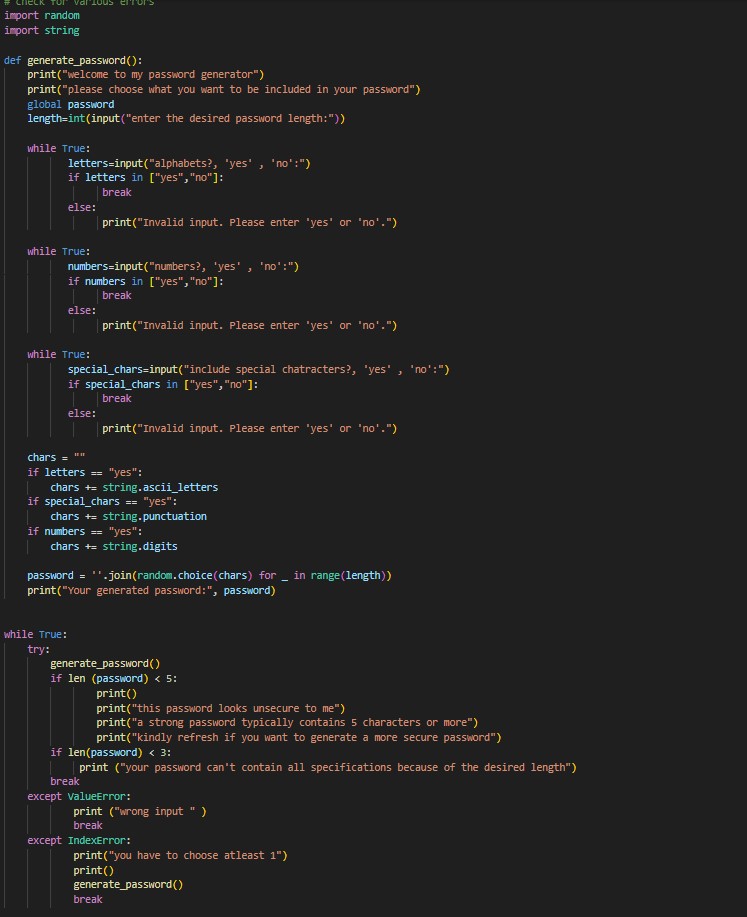 # check for various errors
import random
import string
def generate_password():
print("welcome to my password generator")
print("please choose what you want to be included in your password")
global password
length=int(input("enter the desired password length:"))
while True:
letters=input("alphabets?, 'yes' , 'no':")
if letters in ["yes","no"]:
break
else:
print("Invalid input. Please enter 'yes' or 'no'.")
while True:
numbers=input("numbers?, 'yes' , 'no':")
if numbers in ["yes","no"]:
break
else:
print("Invalid input. Please enter 'yes' or 'no'.")
while True:
special_chars=input("include special chatracters?, 'yes' , 'no':")
if special_chars in ["yes","no"]:
break
else:
print("Invalid input. Please enter 'yes' or 'no'.")
chars = ""
if letters == "yes":
chars += string.ascii_letters
if special_chars == "yes":
chars += string.punctuation
if numbers == "yes":
chars += string.digits
password = ''.join(random.choice(chars) for _ in range(length))
print("Your generated password:", password)
while True:
try:
generate_password()
if len (password) < 5:
print()
print("this password looks unsecure to me")
print("a strong password typically contains 5 characters or more")
print("kindly refresh if you want to generate a more secure password")
if len(password) < 3:
print ("your password can't contain all specifications because of the desired length")
break
except ValueError:
print ("wrong input " )
break
except IndexError:
print("you have to choose atleast 1")
print()
generate_password()
break